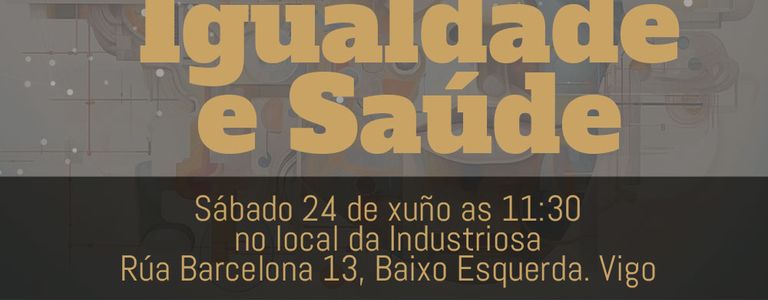 Igualdade
e Saúde
Sábado 24 de xuño as 11:30
no local da Industriosa
Rúa Barcelona 13, Baixo Esquerda. Vigo